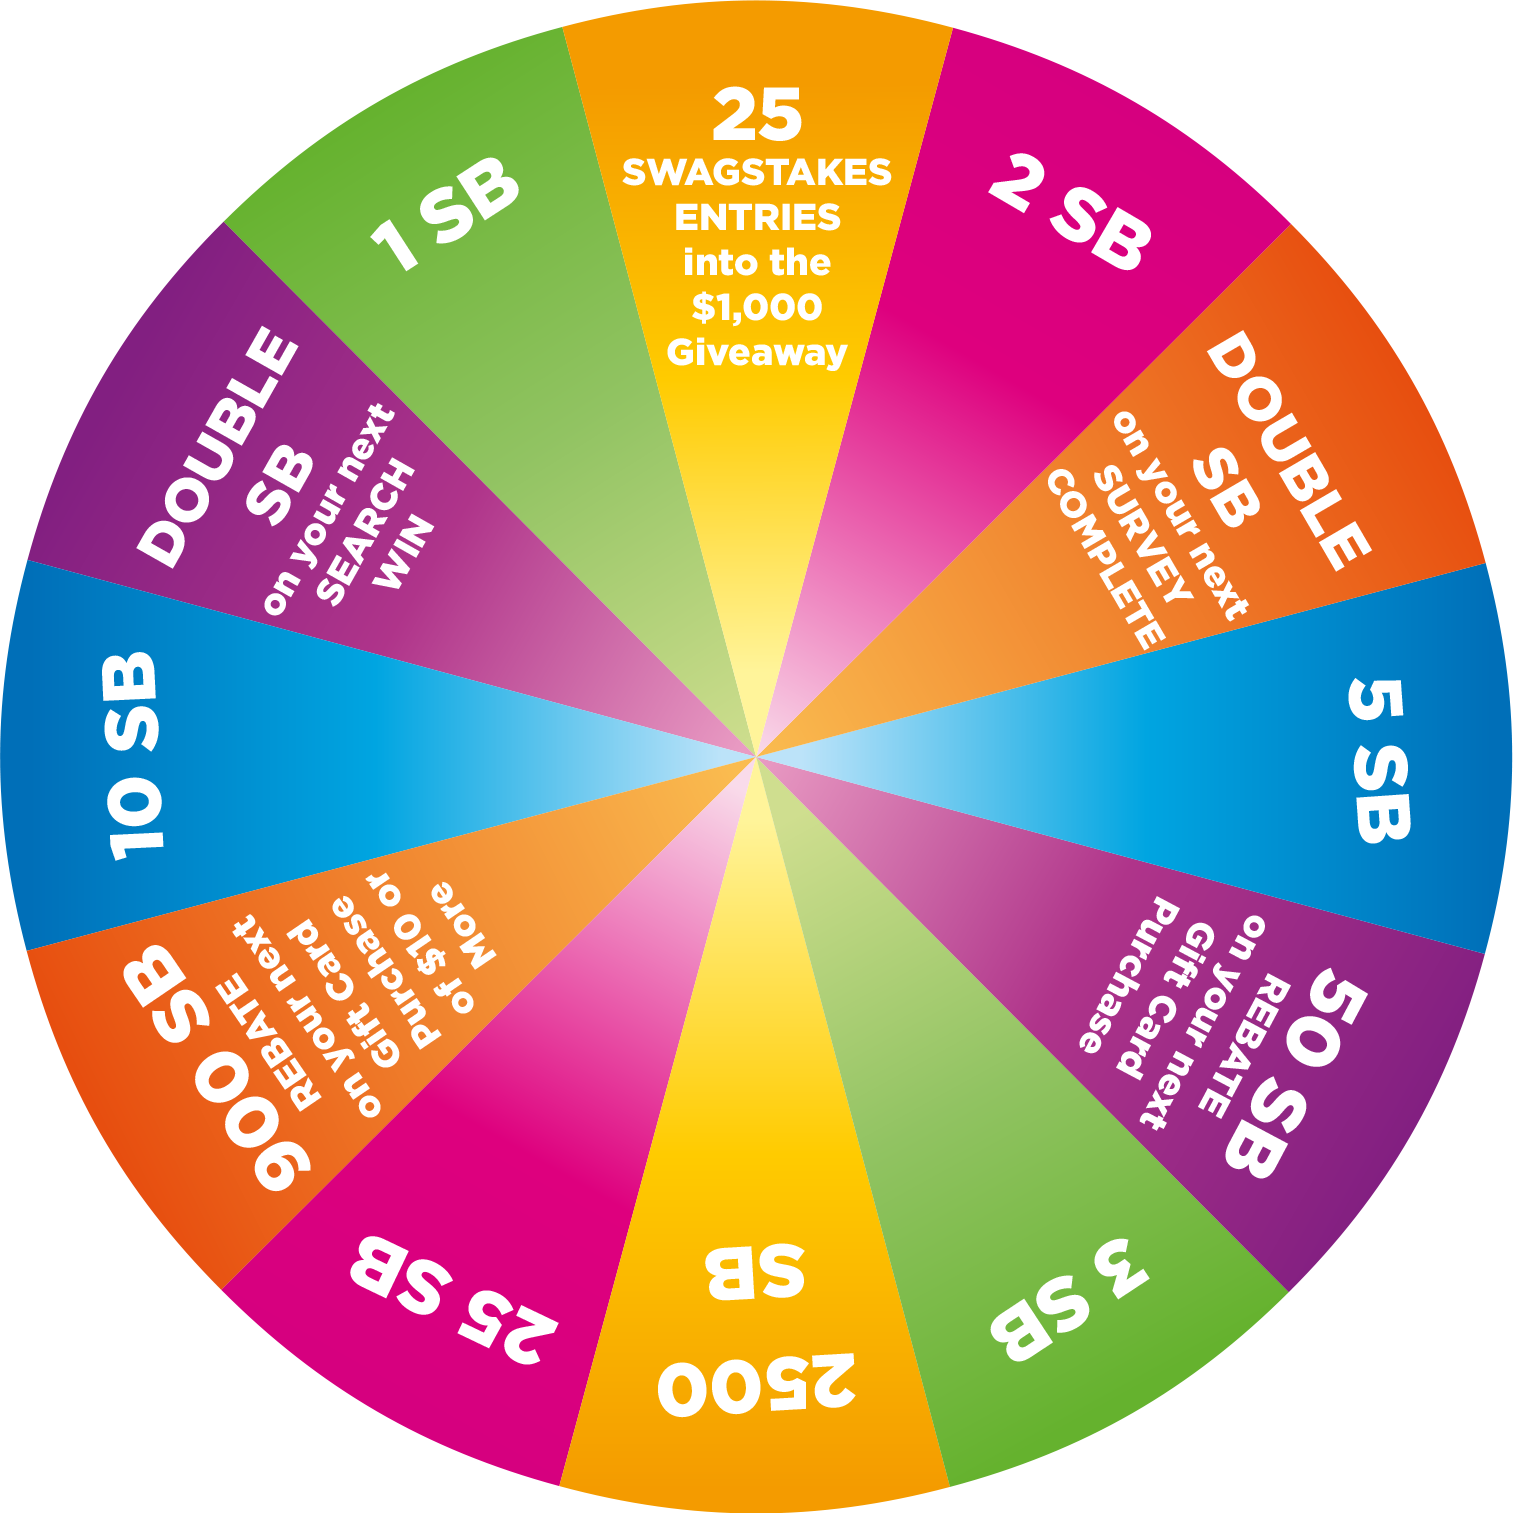 25
SWAGSTAKES
ENTRIES
into the
$1,000
Giveaway
2 SB
DOUBLE
SB
on your next
SURVEY
COMPLETE
5 SB
50 SB
REBATE
on your next
Gift Card
Purchase
3 SB
2500
SB
25 SB
900 SB
REBATE
on your next
Gift Card
Purchase
of $10 or
More
10 SB
DOUBLE
SB
on your next
SEARCH
WIN
1 SB